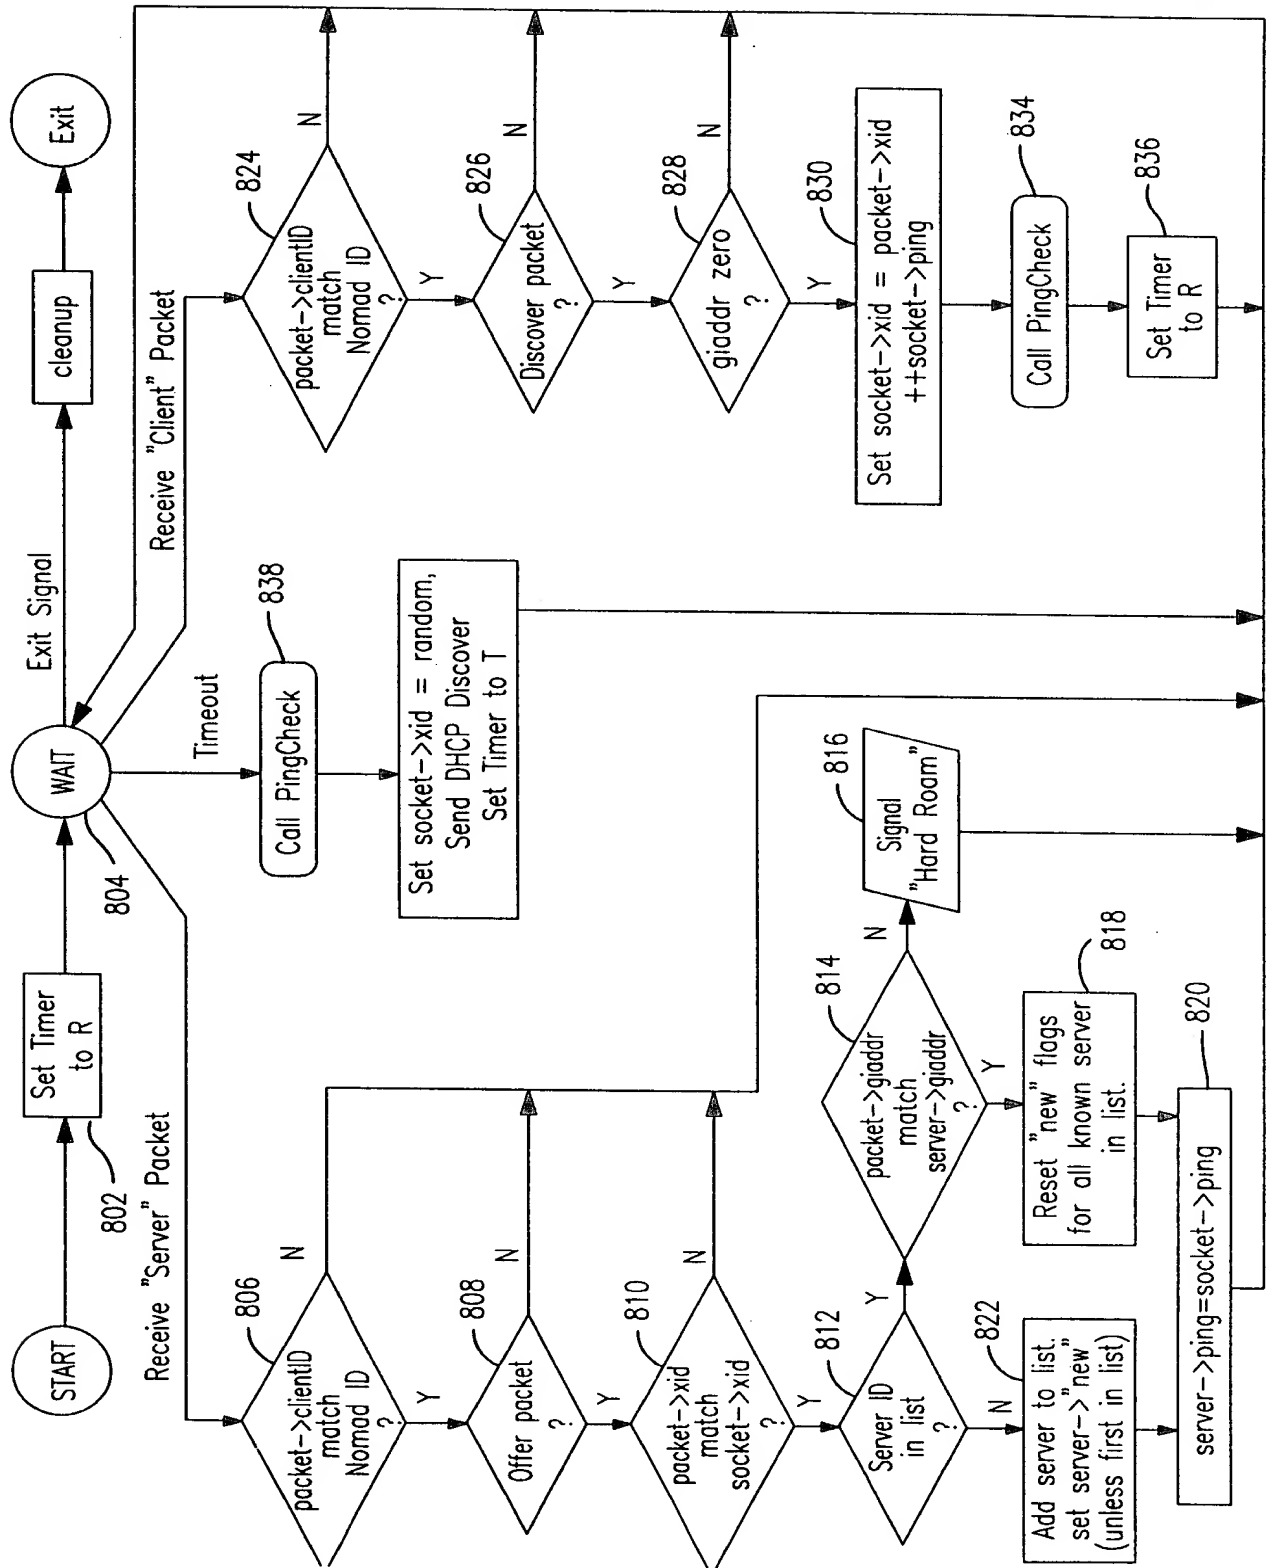 START
Set Timer
to R
802
WAIT
804
Exit Signal
cleanup
Exit
Receive "Server" Packet
packet->clientID
match
Nomad ID
?
806
N
Y
Offer packet
?
808
N
Y
packet->xid
match
socket->xid
?
810
N
Y
Server ID
in list
?
812
Y
N
packet->giaddr
match
server->giaddr
?
814
N
Y
Signal
"Hard Roam"
816
Reset "new" flags
for all known server
in list.
818
Add server to list.
set server->"new"
(unless first in list)
822
server->ping=socket->ping
820
Timeout
Call PingCheck
838
Set socket->xid = random,
Send DHCP Discover
Set Timer to T
Receive "Client" Packet
packet->clientID
match
Nomad ID
?
824
N
Y
Discover packet
?
826
N
Y
giaddr zero
?
828
N
Y
Set socket->xid = packet->xid
++socket->ping
830
Call PingCheck
834
Set Timer
to R
836